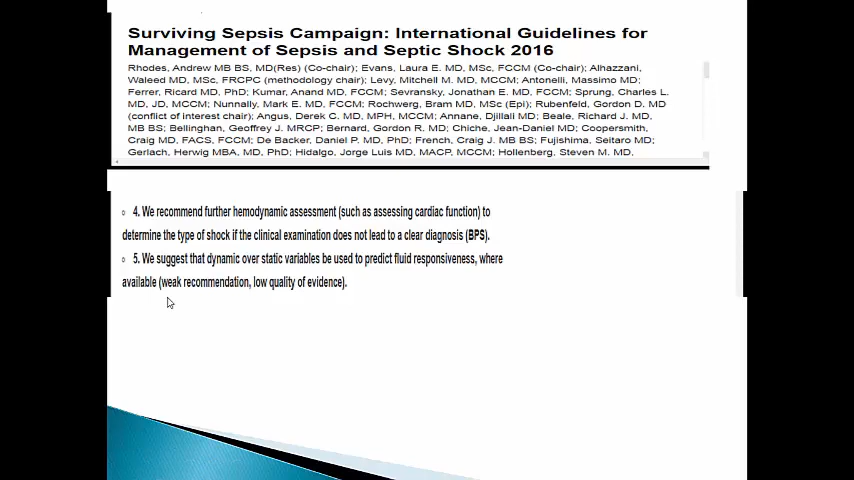 Surviving Sepsis Campaign: International Guidelines for
Management of Sepsis and Septic Shock 2016
Rhodes, Andrew MB BS, MD(Res) (Co-chair); Evans, Laura E. MD, MSc, FCCM (Co-chair); Alhazzani,
Waleed MD, MSc, FRCPC (methodology chair); Levy, Mitchell M. MD, MCCM; Antonelli, Massimo MD;
Ferrer, Ricard MD, PhD; Kumar, Anand MD, FCCM; Sevransky, Jonathan E. MD, FCCM; Sprung, Charles L.
MD, JD, MCCM; Nunnally, Mark E. MD, FCCM; Rochwerg, Bram MD, MSc (Epi); Rubenfeld, Gordon D. MD
(conflict of interest chair); Angus, Derek C. MD, MPH, MCCM; Annane, Djillali MD; Beale, Richard J. MD,
MB BS; Bellinghan, Geoffrey J. MRCP; Bernard, Gordon R. MD; Chiche, Jean-Daniel MD; Coopersmith,
Craig MD, FACS, FCCM; De Backer, Daniel P. MD, PhD; French, Craig J. MB BS; Fujishima, Seitaro MD;
Gerlach, Herwig MBA, MD, PhD; Hidalgo, Jorge Luis MD, MACP, MCCM; Hollenberg, Steven M. MD,
4. We recommend further hemodynamic assessment (such as assessing cardiac function) to
determine the type of shock if the clinical examination does not lead to a clear diagnosis (BPS).
5. We suggest that dynamic over static variables be used to predict fluid responsiveness, where
available (weak recommendation, low quality of evidence).